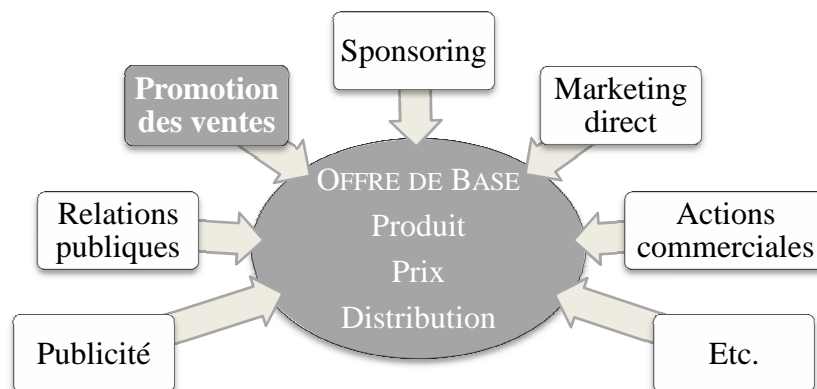 Sponsoring
Promotion
des ventes
Marketing
direct
OFFRE DE BASE
Produit
Prix
Distribution
Relations
publiques
Actions
commerciales
Publicité
Etc.